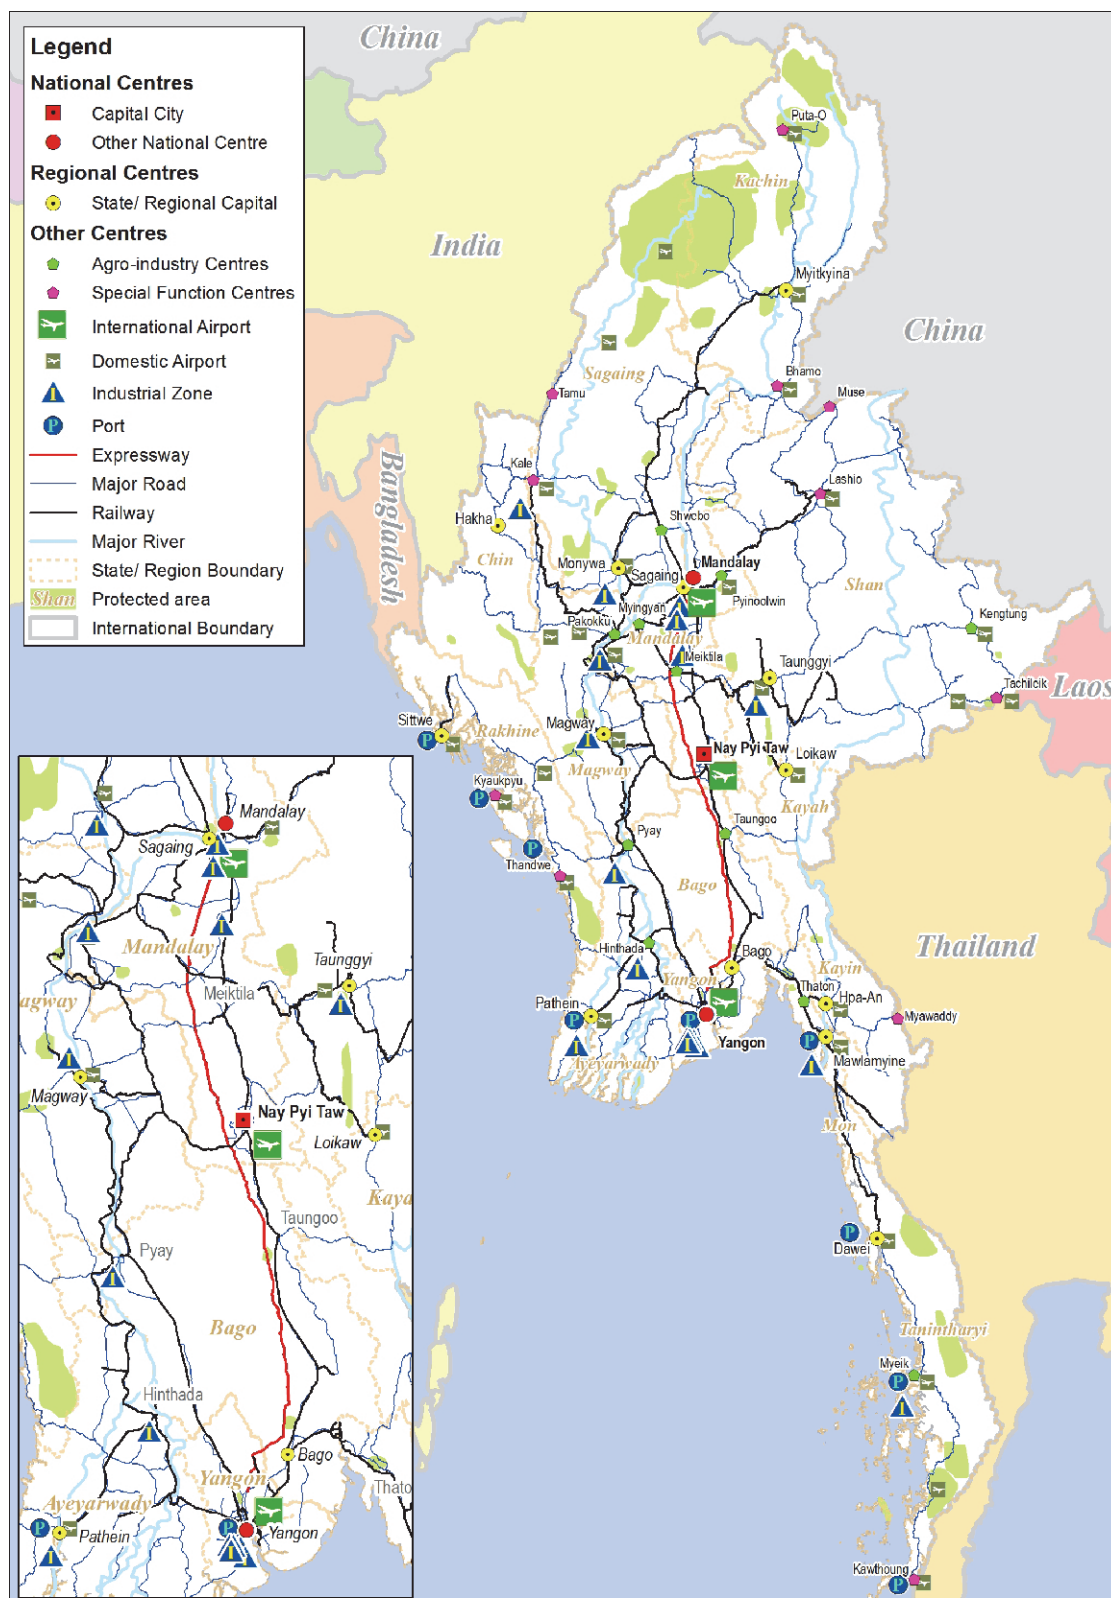 Legend
National Centres
Capital City
Other National Centre
Regional Centres
State/ Regional Capital
Other Centres
Agro-industry Centres
Special Function Centres
International Airport
Domestic Airport
Industrial Zone
P Port
Expressway
Major Road
Railway
Major River
State/ Region Boundary
Shan Protected area
International Boundary
China
India
China
Bangladesh
Laos
Thailand
Puta-O
Kachin
Myitkyina
Sagaing
Bhamo
Muse
Tamu
Kale
Lashio
Hakha
Shwebo
Chin
Monywa
Mandalay
Sagaing
Shan
Pyinoolwin
Myingyan
Pakokku
Mandalay
Kengtung
Meiktila
Taunggyi
Tachilcik
Sittwe
P
Rakhine
Magway
Nay Pyi Taw
Loikaw
Magway
Kyaukpyu
P
Kayah
Taungoo
Pyay
P
Thandwe
Bago
Hinthada
Bago
Yangon
Kayin
Thaton
Hpa-An
Pathein
P
P
Yangon
Myawaddy
P
Mawlamyine
Ayeyarwady
Mon
P
Dawei
Tanintharyi
Myeik
P
Kawthoung
P
Mandalay
Sagaing
Mandalay
Taunggyi
Meiktila
agway
Magway
Nay Pyi Taw
Loikaw
Kaya
Taungoo
Pyay
Bago
Hinthada
Bago
Yangon
Thato
Ayeyarwady
P
Pathein
P
Yangon